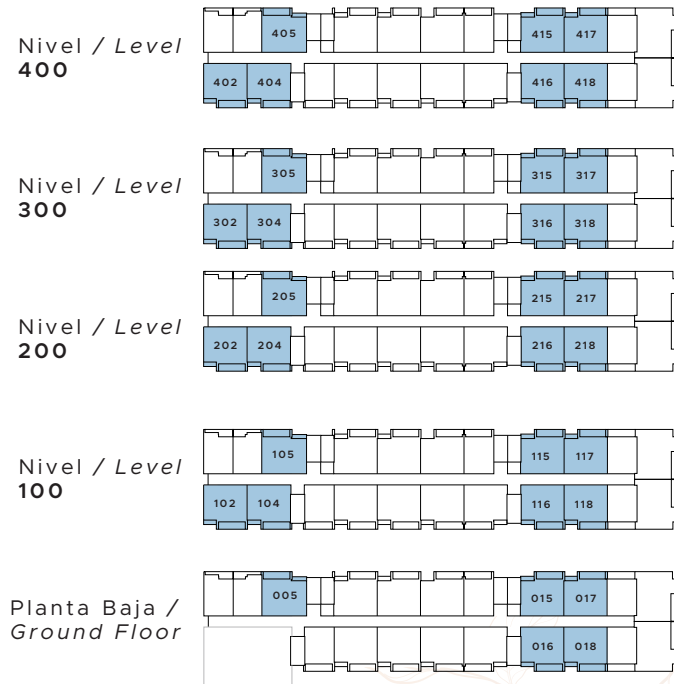 Nivel / Level
400
405 415 417
402 404 416 418
Nivel / Level
300
305 315 317
302 304 316 318
Nivel / Level
200
205 215 217
202 204 216 218
Nivel / Level
100
105 115 117
102 104 116 118
Planta Baja /
Ground Floor
005 015 017
016 018